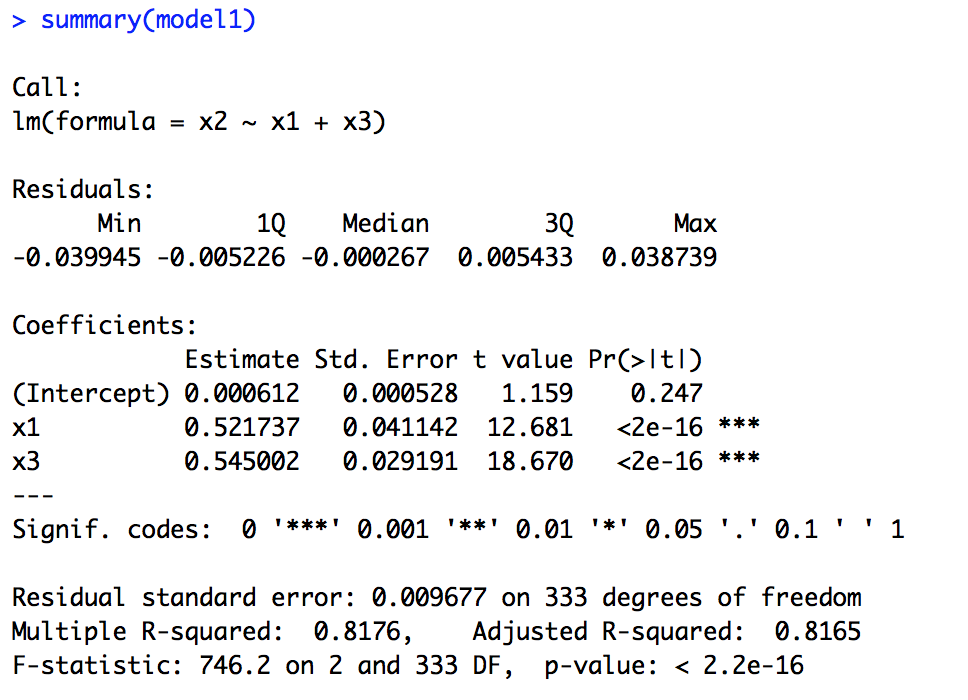 > summary(model1)

Call:
lm(formula = x2 ~ x1 + x3)

Residuals:
      Min        1Q    Median        3Q       Max
-0.039945 -0.005226 -0.000267  0.005433  0.038739

Coefficients:
            Estimate Std. Error t value Pr(>|t|)
(Intercept) 0.000612   0.000528   1.159    0.247
x1          0.521737   0.041142  12.681   <2e-16 ***
x3          0.545002   0.029191  18.670   <2e-16 ***
---
Signif. codes:  0 '***' 0.001 '**' 0.01 '*' 0.05 '.' 0.1 ' ' 1

Residual standard error: 0.009677 on 333 degrees of freedom
Multiple R-squared:  0.8176,    Adjusted R-squared:  0.8165
F-statistic: 746.2 on 2 and 333 DF,  p-value: < 2.2e-16